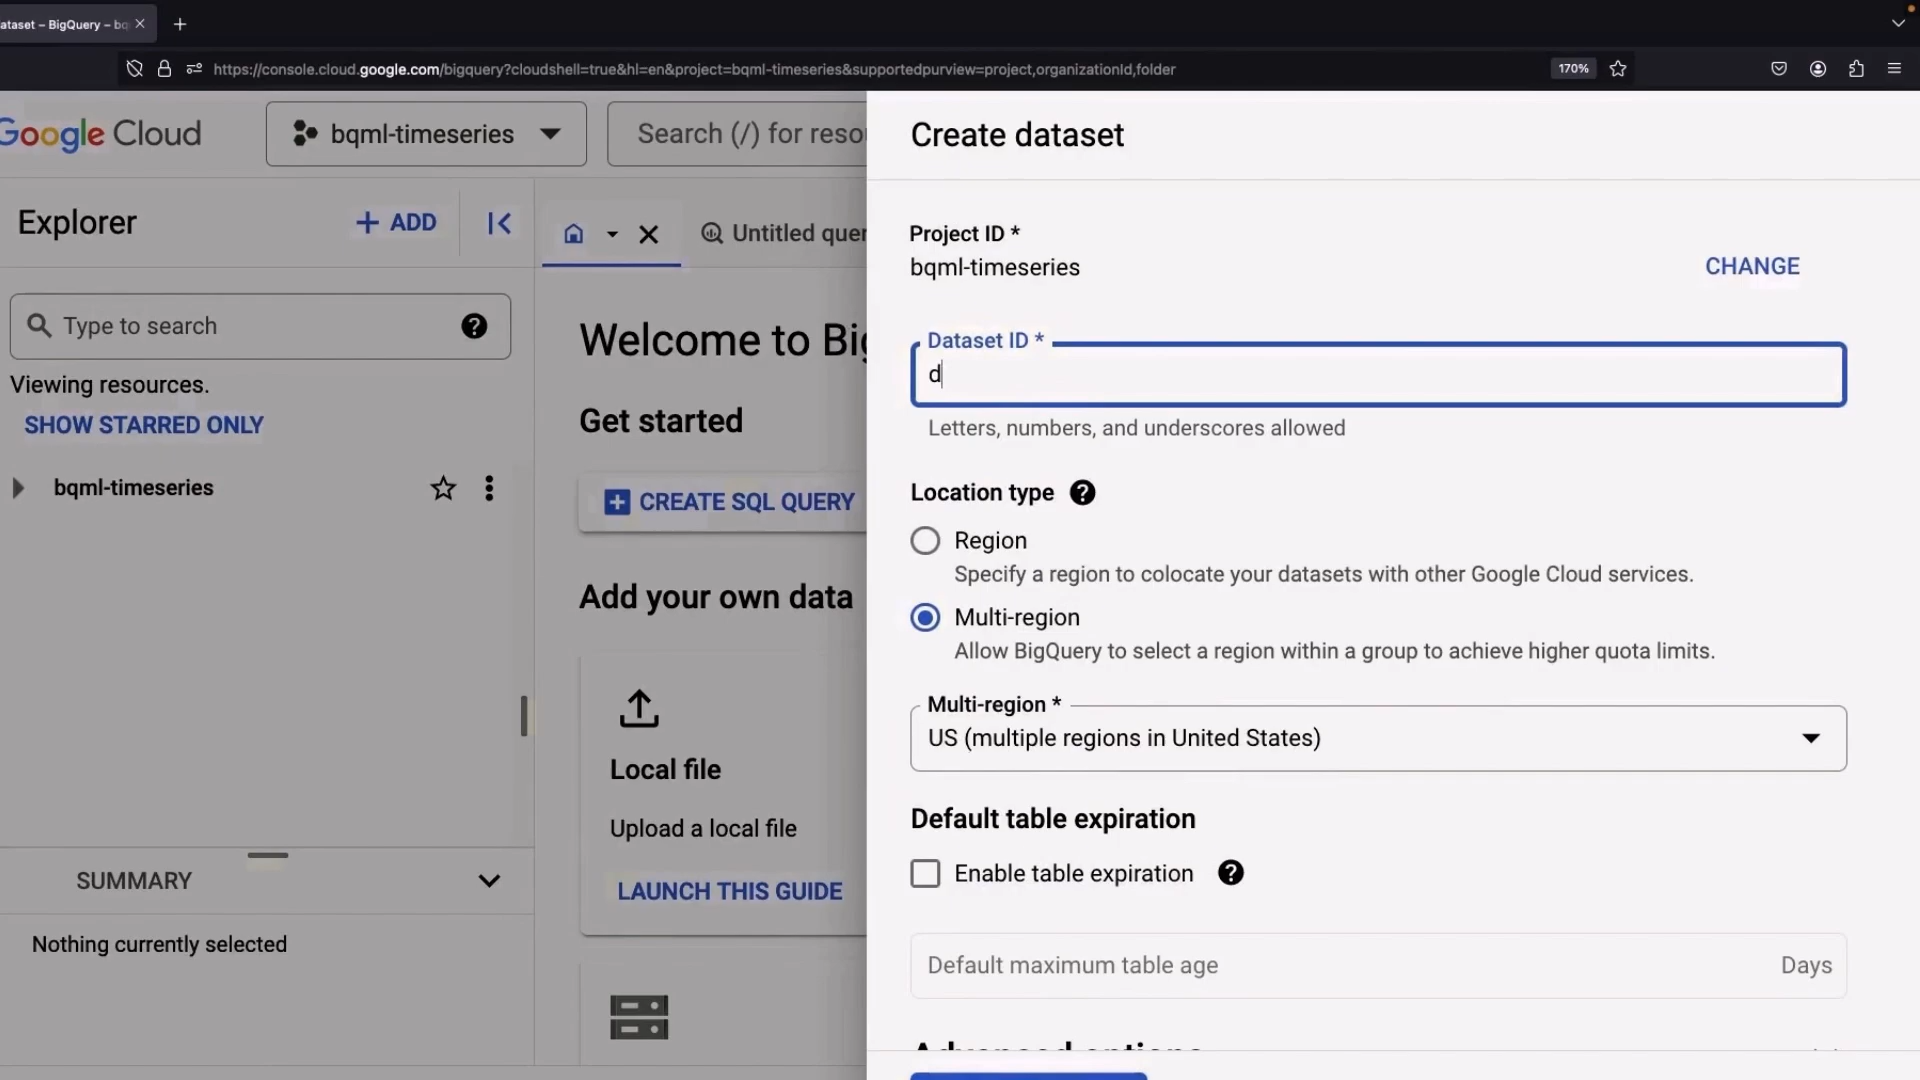 ataset – BigQuery – bq
https://console.cloud.google.com/bigquery?cloudshell=true&hl=en&project=bqml-timeseries&supportedpurview=project,organizationId,folder
170%
Google Cloud
bqml-timeseries
Search (/) for resou
Explorer
ADD
Untitled quer
Type to search
Viewing resources.
SHOW STARRED ONLY
bqml-timeseries
SUMMARY
Nothing currently selected
Welcome to Big
Get started
CREATE SQL QUERY
Add your own data
Local file
Upload a local file
LAUNCH THIS GUIDE
Create dataset
Project ID *
bqml-timeseries
CHANGE
Dataset ID *
d
Letters, numbers, and underscores allowed
Location type
Region
Specify a region to colocate your datasets with other Google Cloud services.
Multi-region
Allow BigQuery to select a region within a group to achieve higher quota limits.
Multi-region *
US (multiple regions in United States)
Default table expiration
Enable table expiration
Default maximum table age
Days
Advanced options